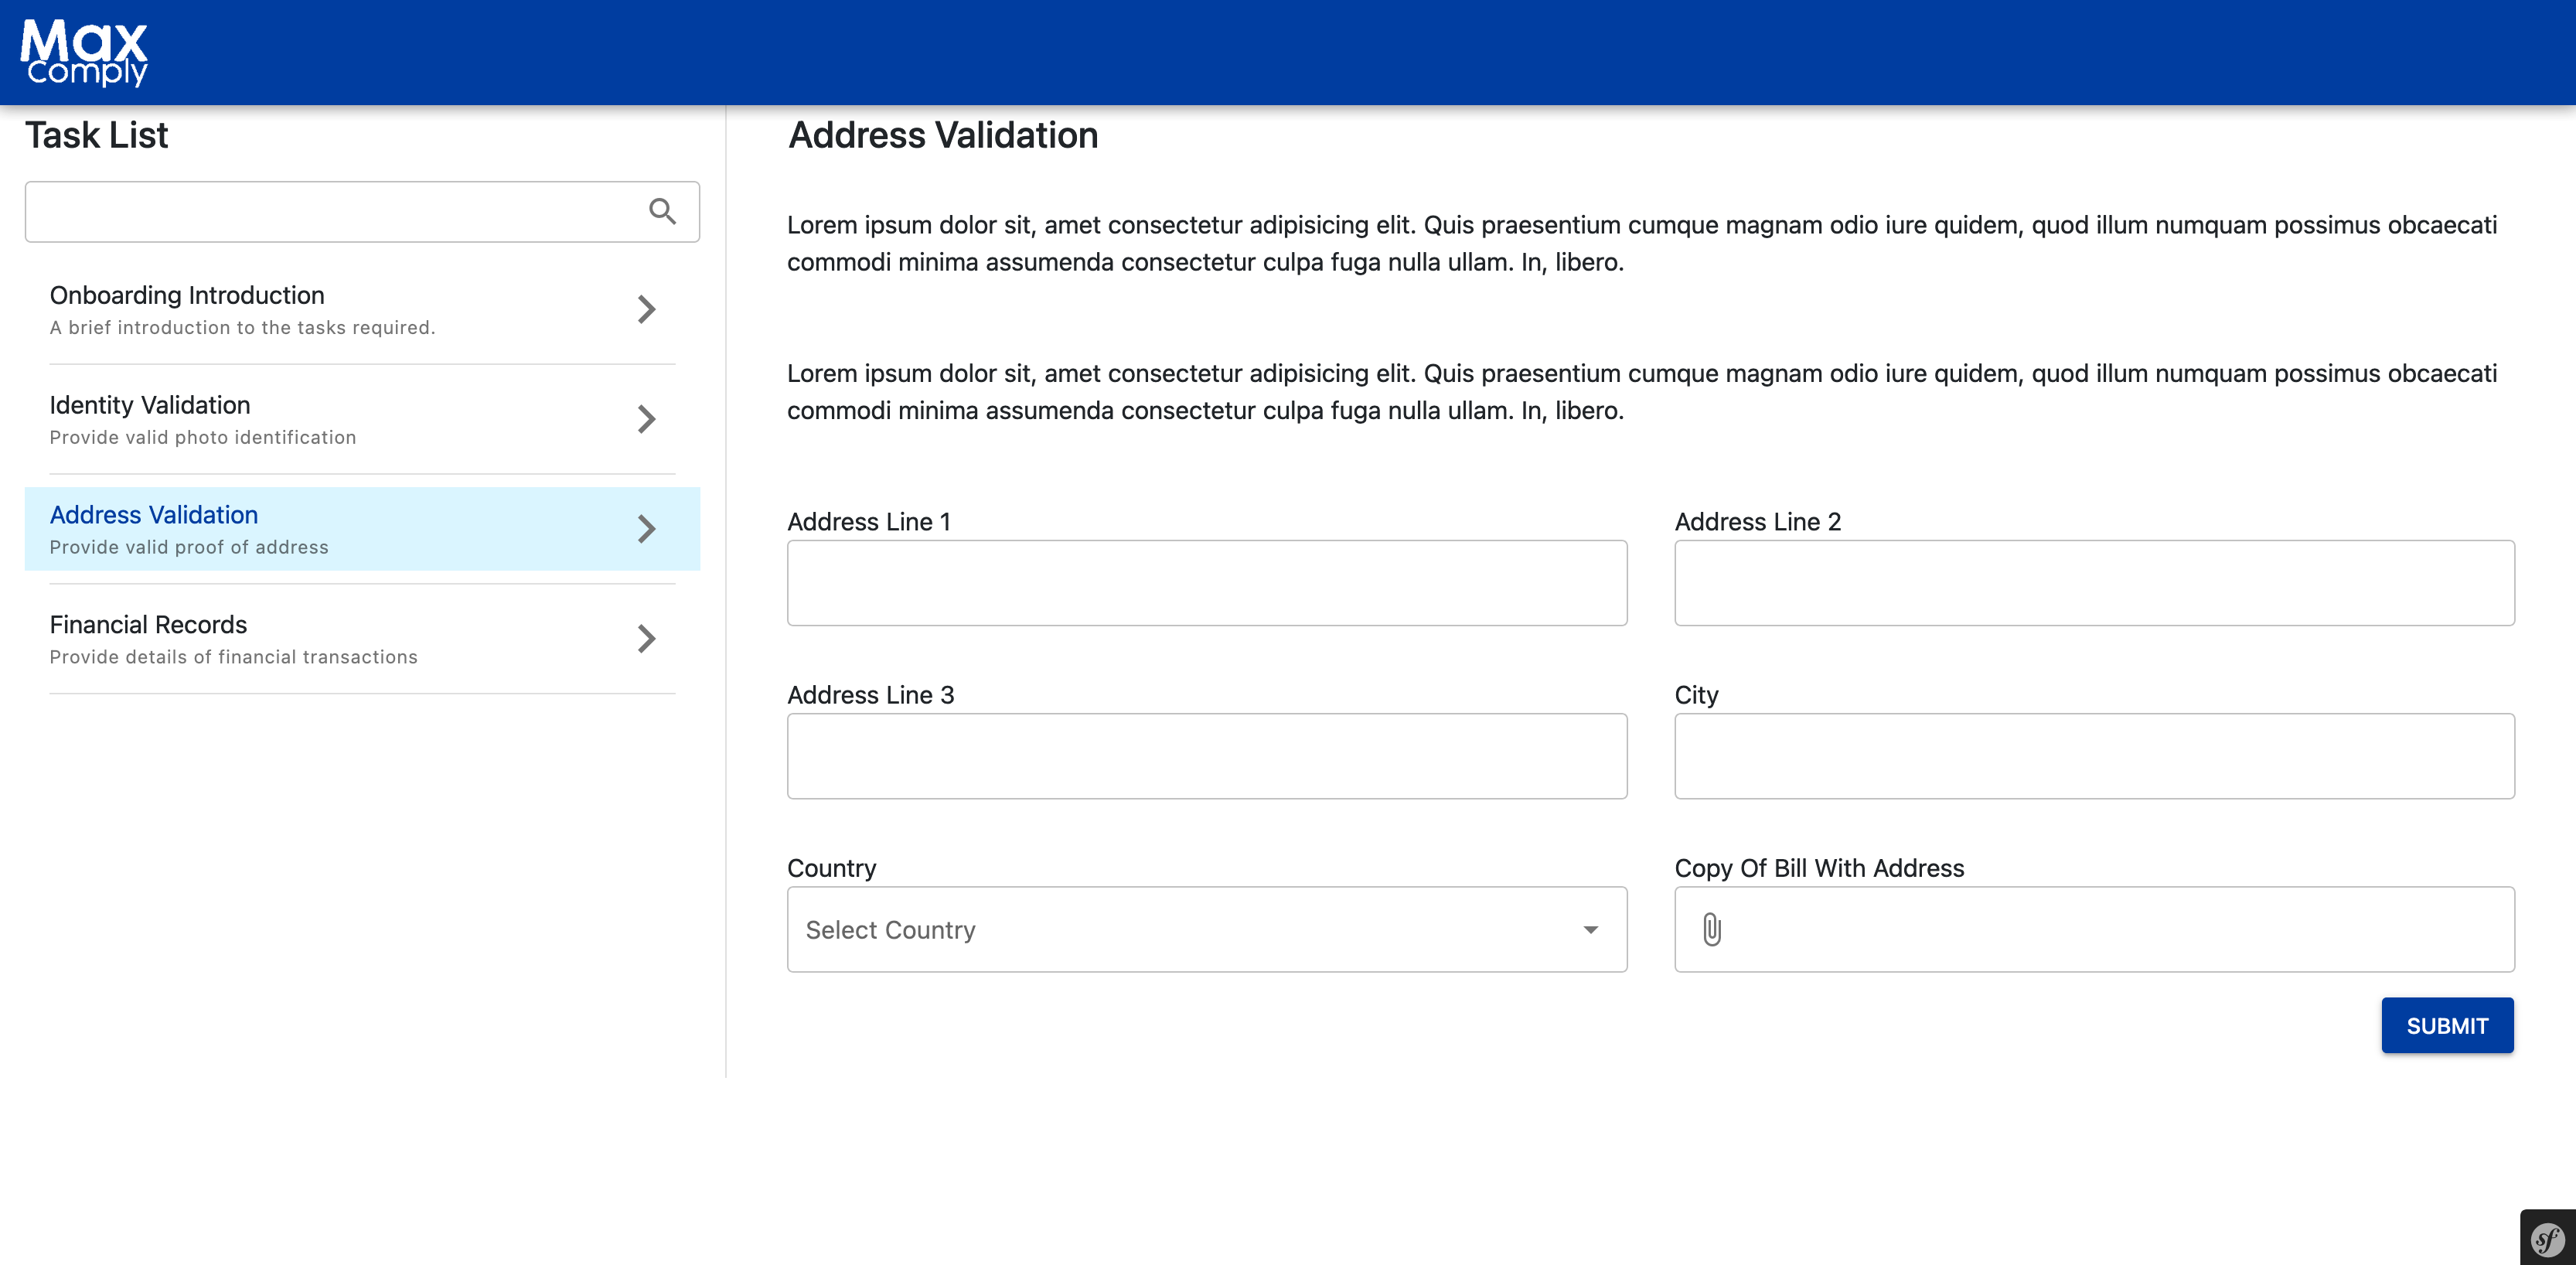 Max
comply
Task List
Onboarding Introduction
A brief introduction to the tasks required.
Identity Validation
Provide valid photo identification
Address Validation
Provide valid proof of address
Financial Records
Provide details of financial transactions
Address Validation
Lorem ipsum dolor sit, amet consectetur adipisicing elit. Quis praesentium cumque magnam odio iure quidem, quod illum numquam possimus obcaecati
commodi minima assumenda consectetur culpa fuga nulla ullam. In, libero.
Lorem ipsum dolor sit, amet consectetur adipisicing elit. Quis praesentium cumque magnam odio iure quidem, quod illum numquam possimus obcaecati
commodi minima assumenda consectetur culpa fuga nulla ullam. In, libero.
Address Line 1
Address Line 2
Address Line 3
City
Country
Select Country
Copy Of Bill With Address
SUBMIT
sf